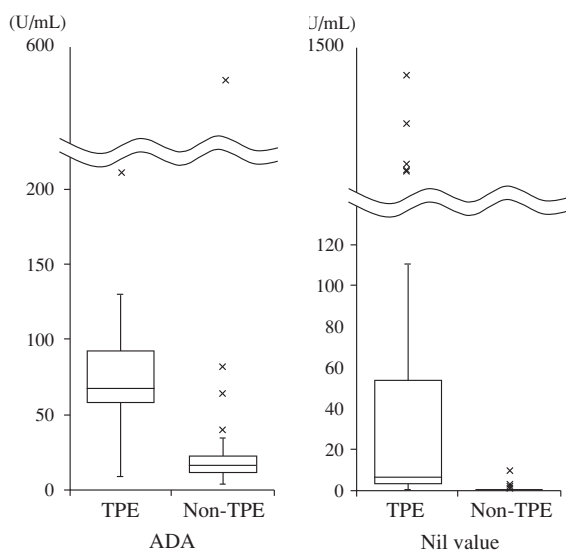 (U/mL)
600
200
150
100
50
0
TPE
Non-TPE
ADA
U/mL)
1500
120
100
80
60
40
20
0
TPE
Non-TPE
Nil value